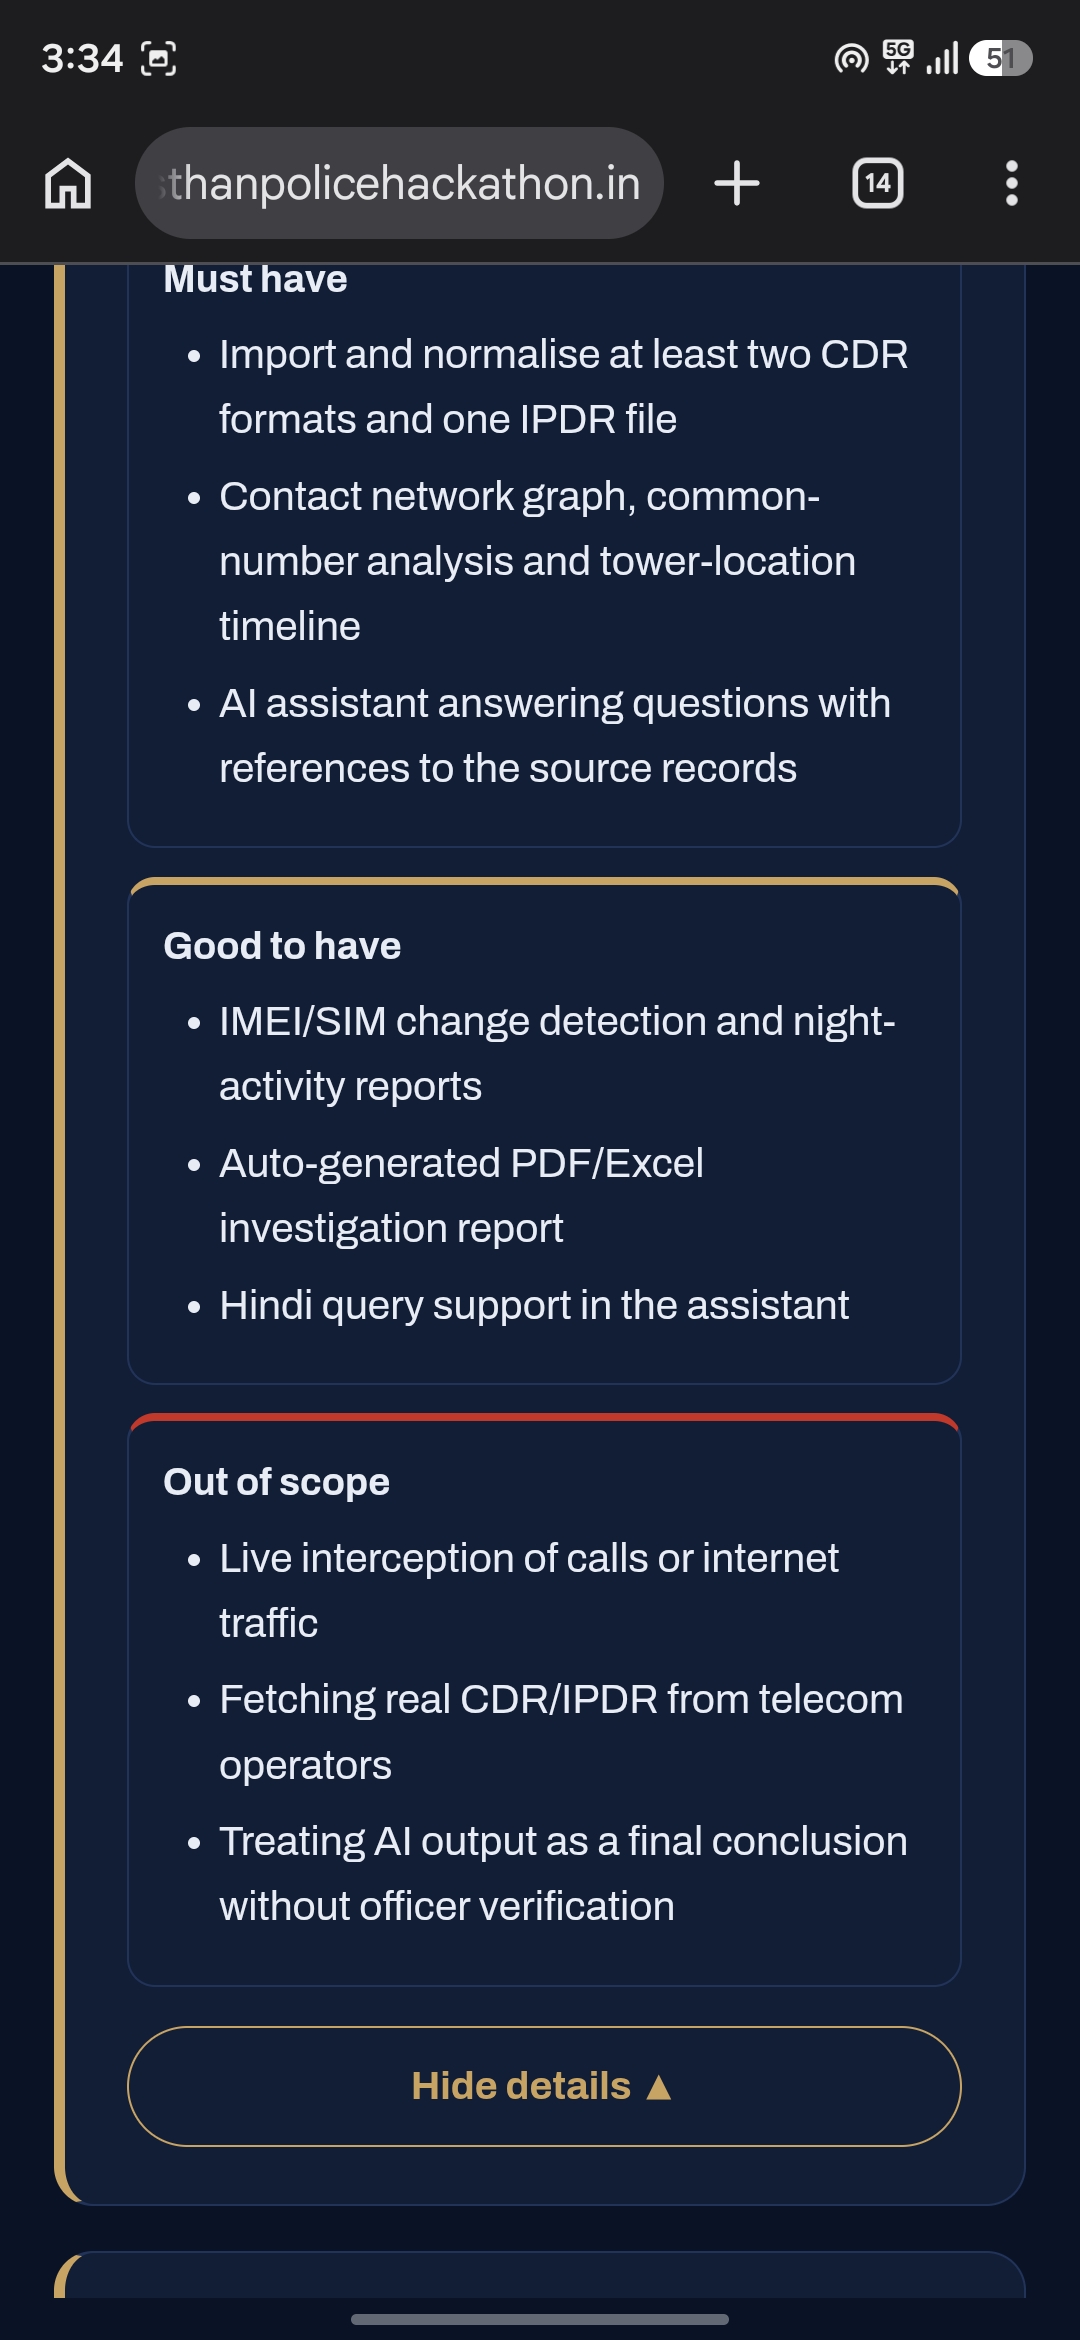 3:34
5G
51
thanpolicehackathon.in
14
Must have
• Import and normalise at least two CDR
formats and one IPDR file
• Contact network graph, common-
number analysis and tower-location
timeline
• AI assistant answering questions with
references to the source records
Good to have
• IMEI/SIM change detection and night-
activity reports
• Auto-generated PDF/Excel
investigation report
• Hindi query support in the assistant
Out of scope
• Live interception of calls or internet
traffic
• Fetching real CDR/IPDR from telecom
operators
• Treating AI output as a final conclusion
without officer verification
Hide details ▲